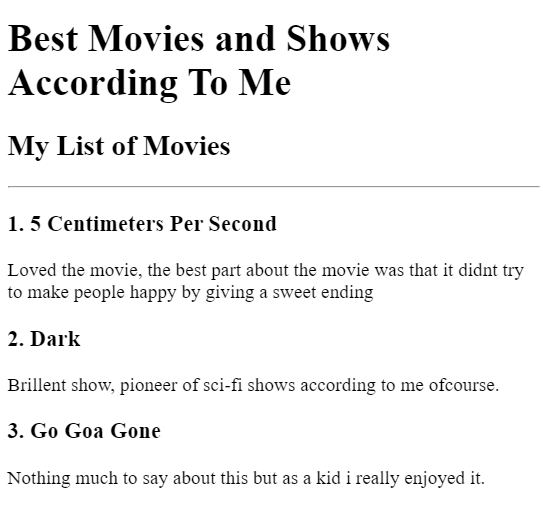 Best Movies and Shows
According To Me
My List of Movies
1. 5 Centimeters Per Second
Loved the movie, the best part about the movie was that it didnt try
to make people happy by giving a sweet ending
2. Dark
Brillent show, pioneer of sci-fi shows according to me ofcourse.
3. Go Goa Gone
Nothing much to say about this but as a kid i really enjoyed it.